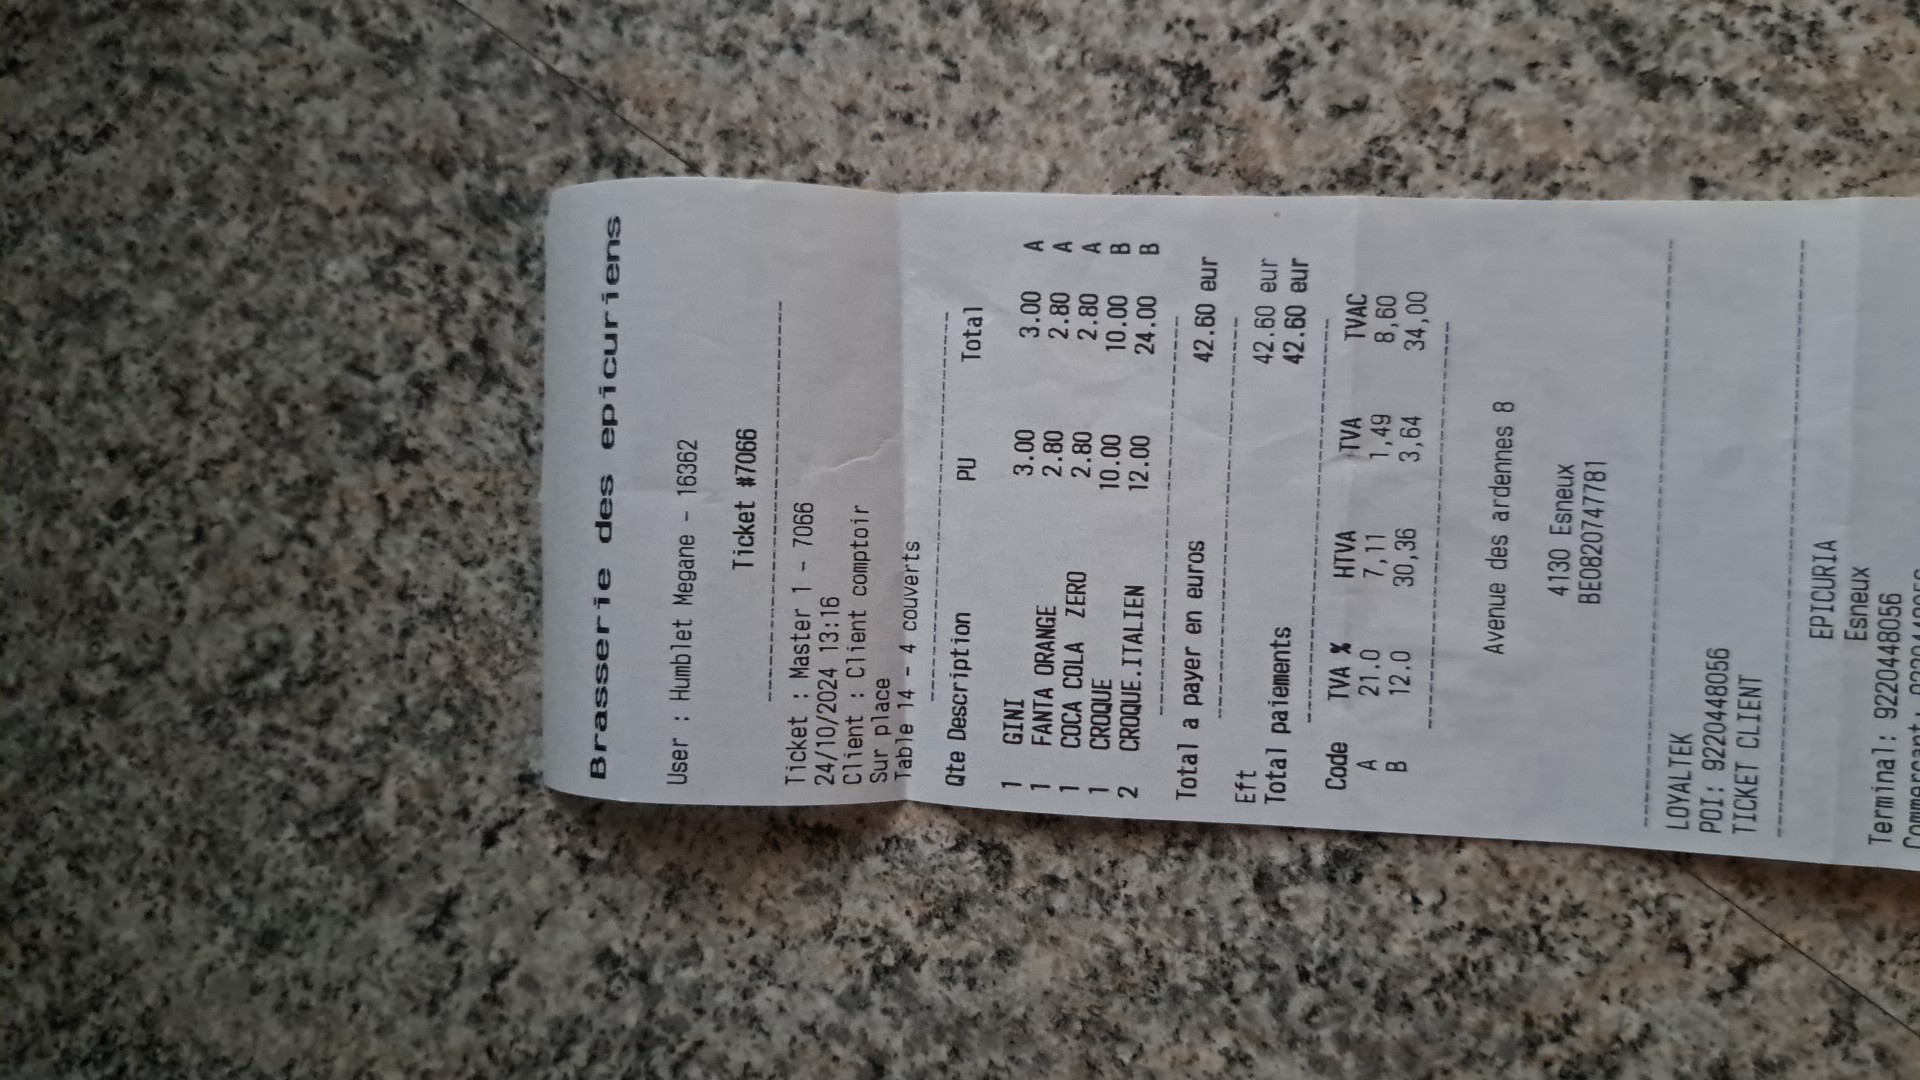 Brasserie des epicuriens
User : Humblet Megane - 16362
Ticket #7066
Ticket : Master 1 - 7066
24/10/2024 13:16
Client : Client comptoir
Sur place
Table 14 - 4 couverts
Qte Description PU Total
1 GINI 3.00 3.00 A
1 FANTA ORANGE 2.80 2.80 A
1 COCA COLA ZERO 2.80 2.80 A
1 CROQUE 10.00 10.00 B
2 CROQUE.ITALIEN 12.00 24.00 B
Total a payer en euros 42.60 eur
Eft 42.60 eur
Total paiements 42.60 eur
Code TVA % HTVA TVA TVAC
A 21.0 7,11 1,49 8,60
B 12.0 30,36 3,64 34,00
Avenue des ardennes 8
4130 Esneux
BE0820747781
LOYALTEK
POI: 9220448056
TICKET CLIENT
EPICURIA
Esneux
Terminal: 9220448056